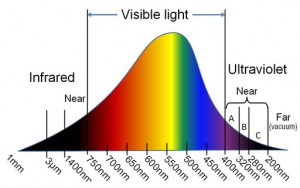 Visible light
Infrared
Ultraviolet
Near
Near
Far
(vacuum)
A
B
C
1mm
3µm
1400nm
750nm
700nm
650nm
600nm
550nm
500nm
450nm
400nm
320nm
280nm
200nm